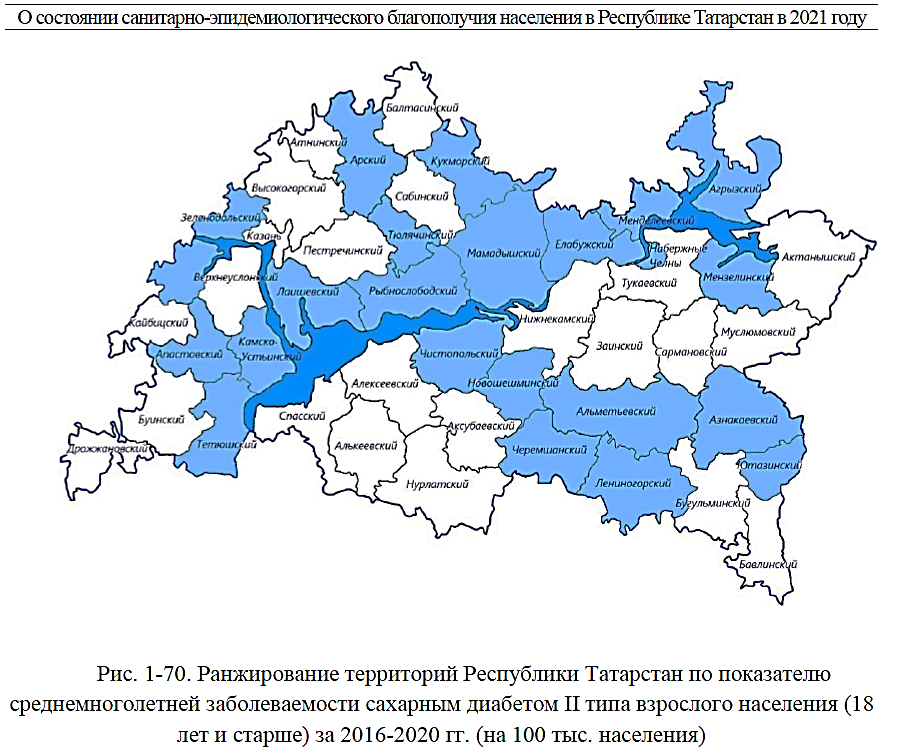 О состоянии санитарно-эпидемиологического благополучия населения в Республике Татарстан в 2021 году
Балтасинский
Атнинский
Арский
Кукморский
Высокогорский
Сабинский
Агрызский
Зеленодольский
Менделеевский
Казань
Тюлячинский
Елабужский
Пестречинский
Мамадышский
Набержные
Челны
Актанышский
Верхнеуслонский
Лаишевский
Рыбнослободский
Тукаевский
Мензелинский
Кайбицский
Нижнекамский
Муслюмовский
Камско-
Устьинский
Апастовский
Чистопольский
Заинский
Сармановский
Алексеевский
Новошешминский
Буинский
Спасский
Альметьевский
Азнакаевский
Аксубаевский
Дрожжановский
Тетюшский
Алькеевский
Черемшианский
Ютазинский
Нурлатский
Лениногорский
Бугульминский
Бавлинский
Рис. 1-70. Ранжирование территорий Республики Татарстан по показателю
среднемноголетней заболеваемости сахарным диабетом II типа взрослого населения (18
лет и старше) за 2016-2020 гг. (на 100 тыс. населения)